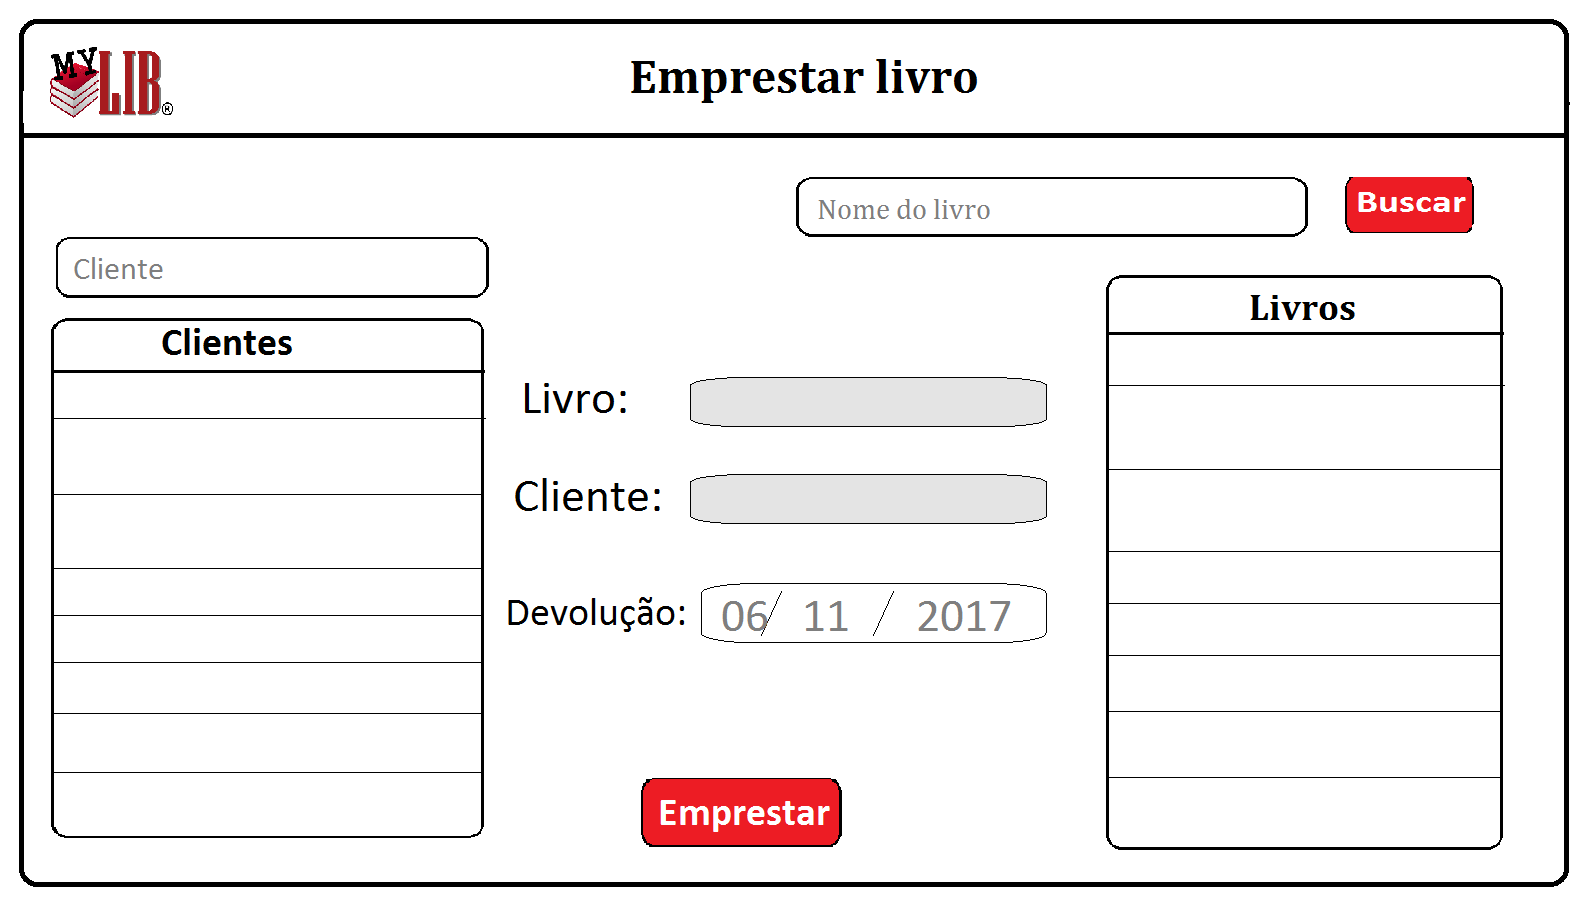 MY LIB®
Emprestar livro
Nome do livro
Buscar
Cliente
Clientes
Livros
Livro:
Cliente:
Devolução: 06/ 11 / 2017
Emprestar